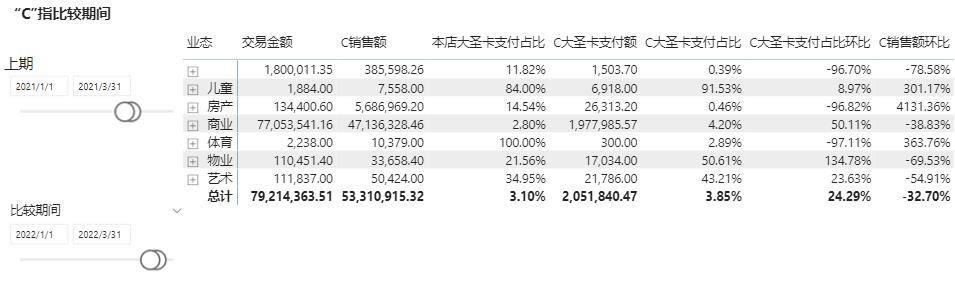 “C”指比较期间
上期
2021/1/1 2021/3/31
比较期间
2022/1/1 2022/3/31
业态 交易金额 C销售额 本店大圣卡支付占比 C大圣卡支付额 C大圣卡支付占比 C大圣卡支付占比环比 C销售额环比
1,800,011.35 385,598.26 11.82% 1,503.70 0.39% -96.70% -78.58%
儿童 1,884.00 7,558.00 84.00% 6,918.00 91.53% 8.97% 301.17%
房产 134,400.60 5,686,969.20 14.54% 26,313.20 0.46% -96.82% 4131.36%
商业 77,053,541.16 47,136,328.46 2.80% 1,977,985.57 4.20% 50.11% -38.83%
体育 2,238.00 10,379.00 100.00% 300.00 2.89% -97.11% 363.76%
物业 110,451.40 33,658.40 21.56% 17,034.00 50.61% 134.78% -69.53%
艺术 111,837.00 50,424.00 34.95% 21,786.00 43.21% 23.63% -54.91%
总计 79,214,363.51 53,310,915.32 3.10% 2,051,840.47 3.85% 24.29% -32.70%